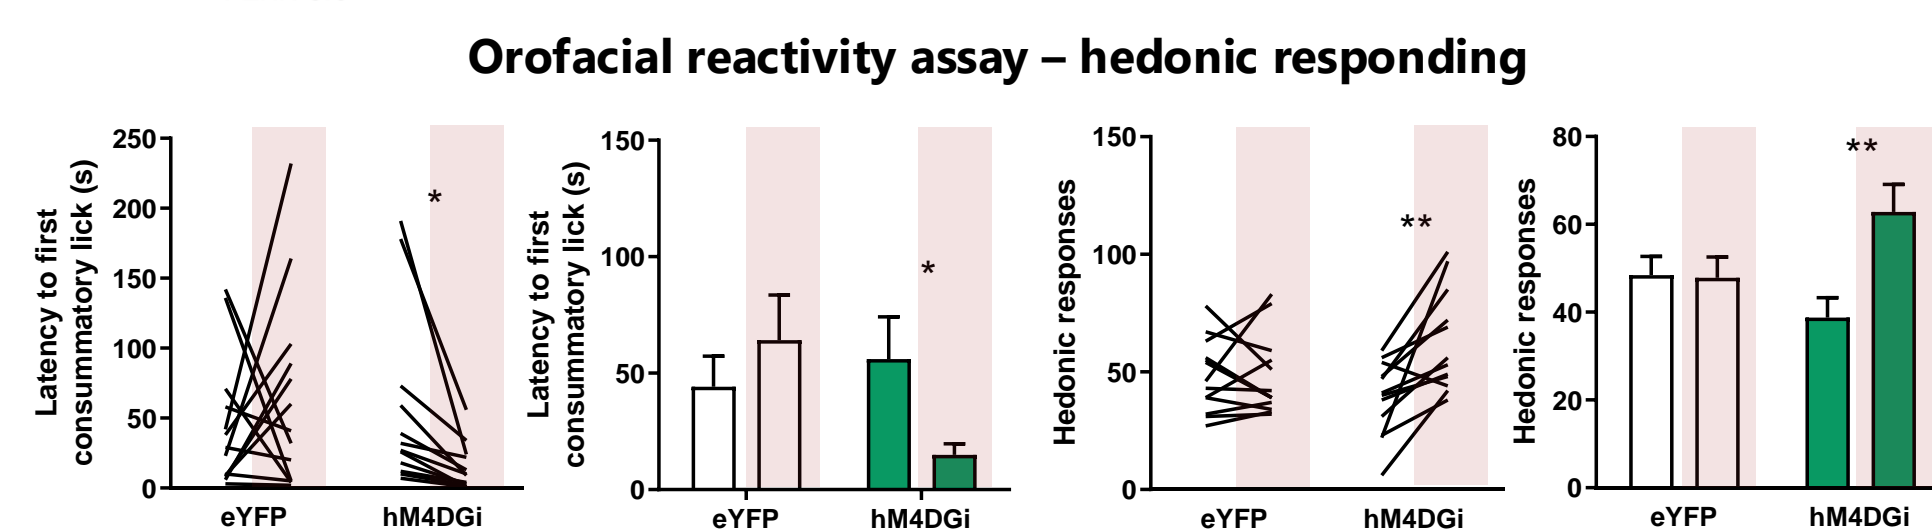 Orofacial reactivity assay – hedonic responding
Latency to first
consummatory lick (s)
250
200
150
100
50
0
*
eYFP
hM4DGi
Latency to first
consummatory lick (s)
150
100
50
0
*
eYFP
hM4DGi
Hedonic responses
150
100
50
0
**
eYFP
hM4DGi
Hedonic responses
80
60
40
20
0
**
eYFP
hM4DGi